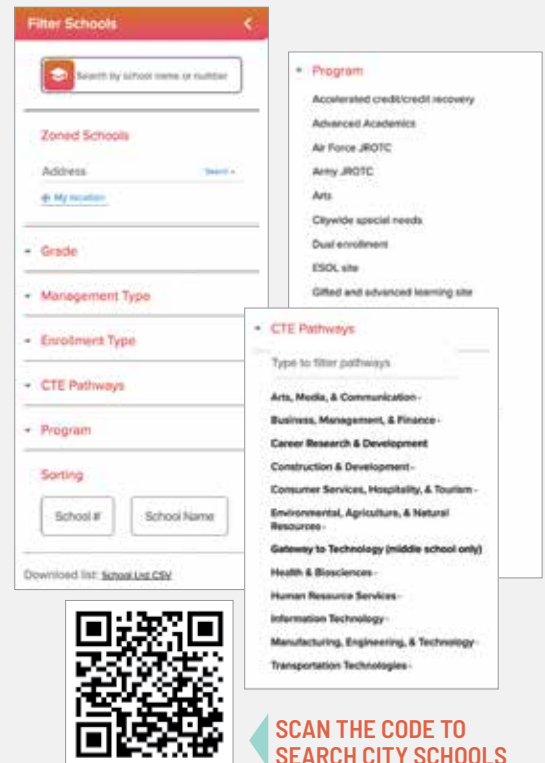 Filter Schools
Search by school name or number
Zoned Schools
Address
Search
My location
Grade
Management Type
Enrollment Type
CTE Pathways
Program
Sorting
School #
School Name
Download list: School List CSV
Program
Accelerated credit/credit recovery
Advanced Academics
Air Force JROTC
Army JROTC
Arts
Citywide special needs
Dual enrollment
ESOL site
Gifted and advanced learning site
CTE Pathways
Type to filter pathways
Arts, Media, & Communication -
Business, Management, & Finance -
Career Research & Development
Construction & Development -
Consumer Services, Hospitality, & Tourism -
Environmental, Agriculture, & Natural
Resources -
Gateway to Technology (middle school only)
Health & Biosciences -
Human Resource Services -
Information Technology -
Manufacturing, Engineering, & Technology -
Transportation Technologies -
SCAN THE CODE TO
SEARCH CITY SCHOOLS